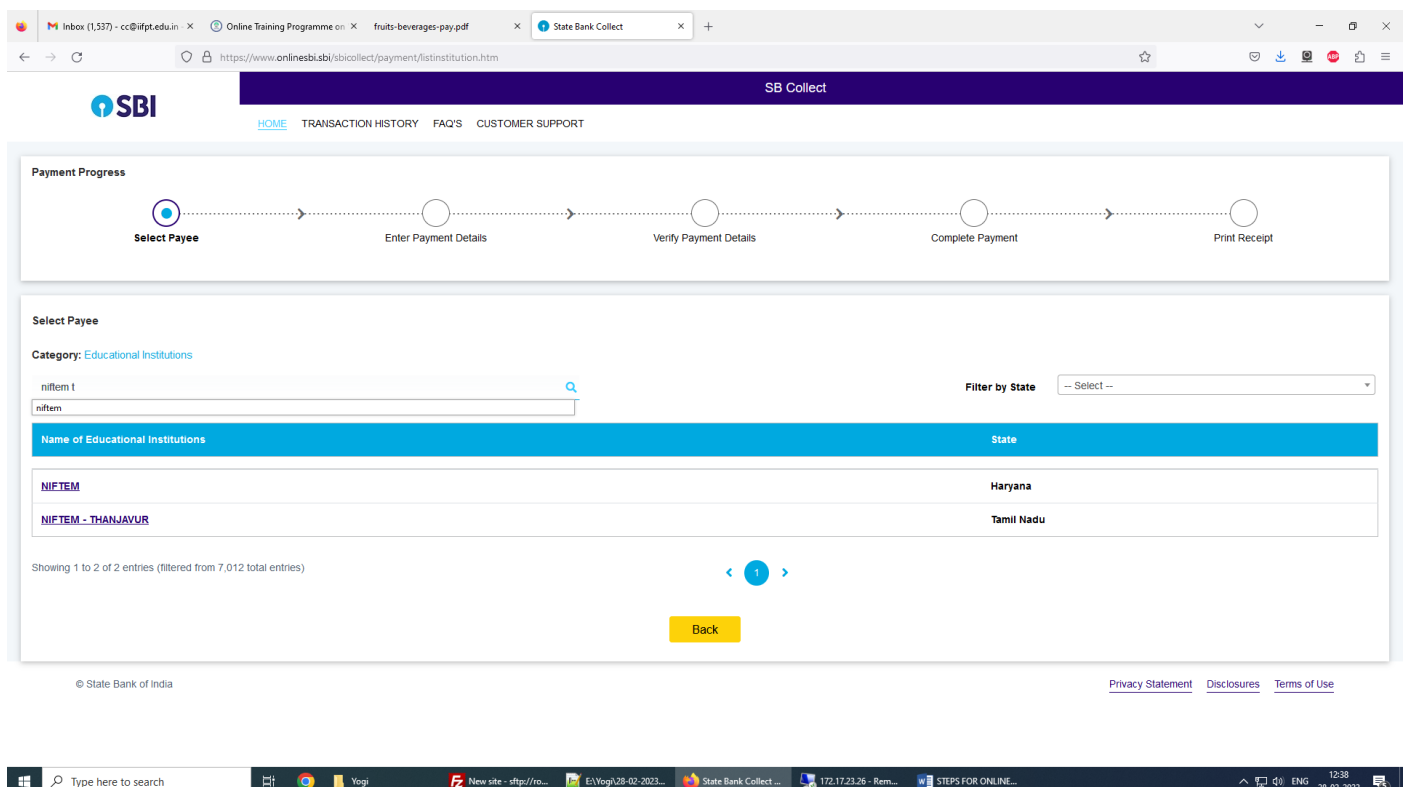 Inbox (1,537) - cc@iifpt.edu.in
Online Training Programme on
fruits-beverages-pay.pdf
State Bank Collect
https://www.onlinesbi.sbi/sbicollect/payment/listinstitution.htm
ABP
SBI
SB Collect
HOME TRANSACTION HISTORY FAQ'S CUSTOMER SUPPORT
Payment Progress
Select Payee
Enter Payment Details
Verify Payment Details
Complete Payment
Print Receipt
Select Payee
Category: Educational Institutions
niftem t
Filter by State
-- Select --
niftem
Name of Educational Institutions State
NIFTEM Haryana
NIFTEM - THANJAVUR Tamil Nadu
Showing 1 to 2 of 2 entries (filtered from 7,012 total entries)
1
Back
© State Bank of India
Privacy Statement Disclosures Terms of Use
Type here to search
Yogi
New site - sftp://ro...
E:\Yogi\28-02-2023...
State Bank Collect ...
172.17.23.26 - Rem...
STEPS FOR ONLINE...
ENG
12:38
28-02-2023